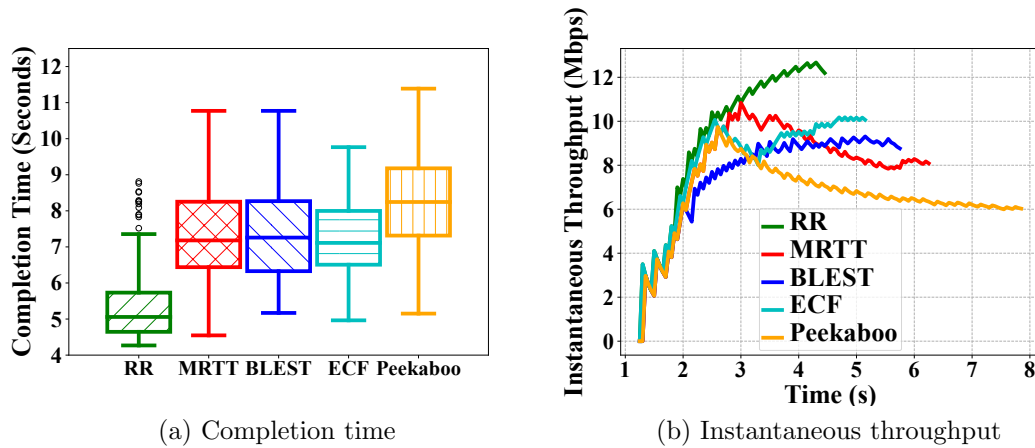 Completion Time (Seconds)
12
11
10
9
8
7
6
5
4
RR MRTT BLEST ECF Peekaboo
(a) Completion time
Instantaneous Throughput (Mbps)
12
10
8
6
4
2
0
RR
MRTT
BLEST
ECF
Peekaboo
1 2 3 4 5 6 7 8
Time (s)
(b) Instantaneous throughput